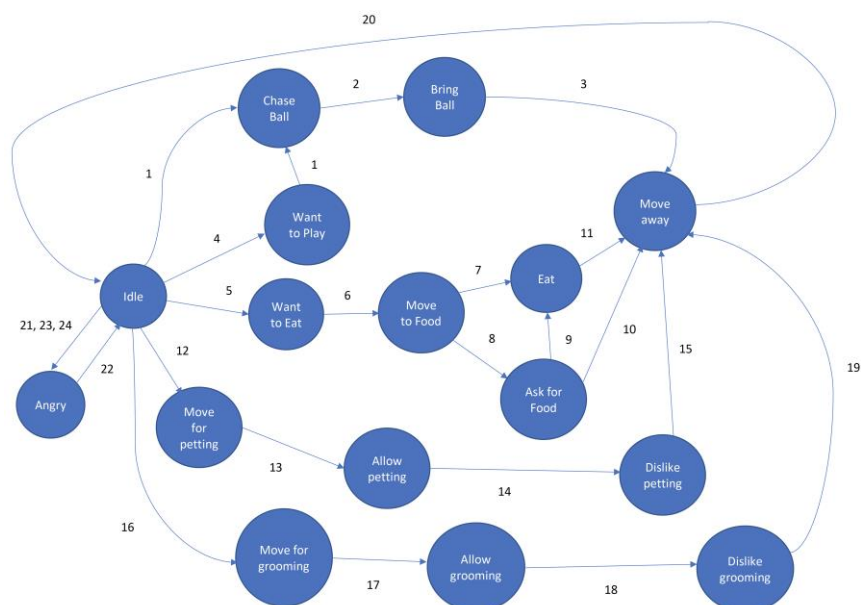 20
Chase
Ball
2
Bring
Ball
3
1
1
Want
to Play
Move
away
4
11
Idle
5
Want
to Eat
6
Move
to Food
7
Eat
8
9
10
15
19
21, 23, 24
22
12
Angry
Move
for
petting
Ask for
Food
13
Allow
petting
14
Dislike
petting
16
Move for
grooming
17
Allow
grooming
18
Dislike
grooming